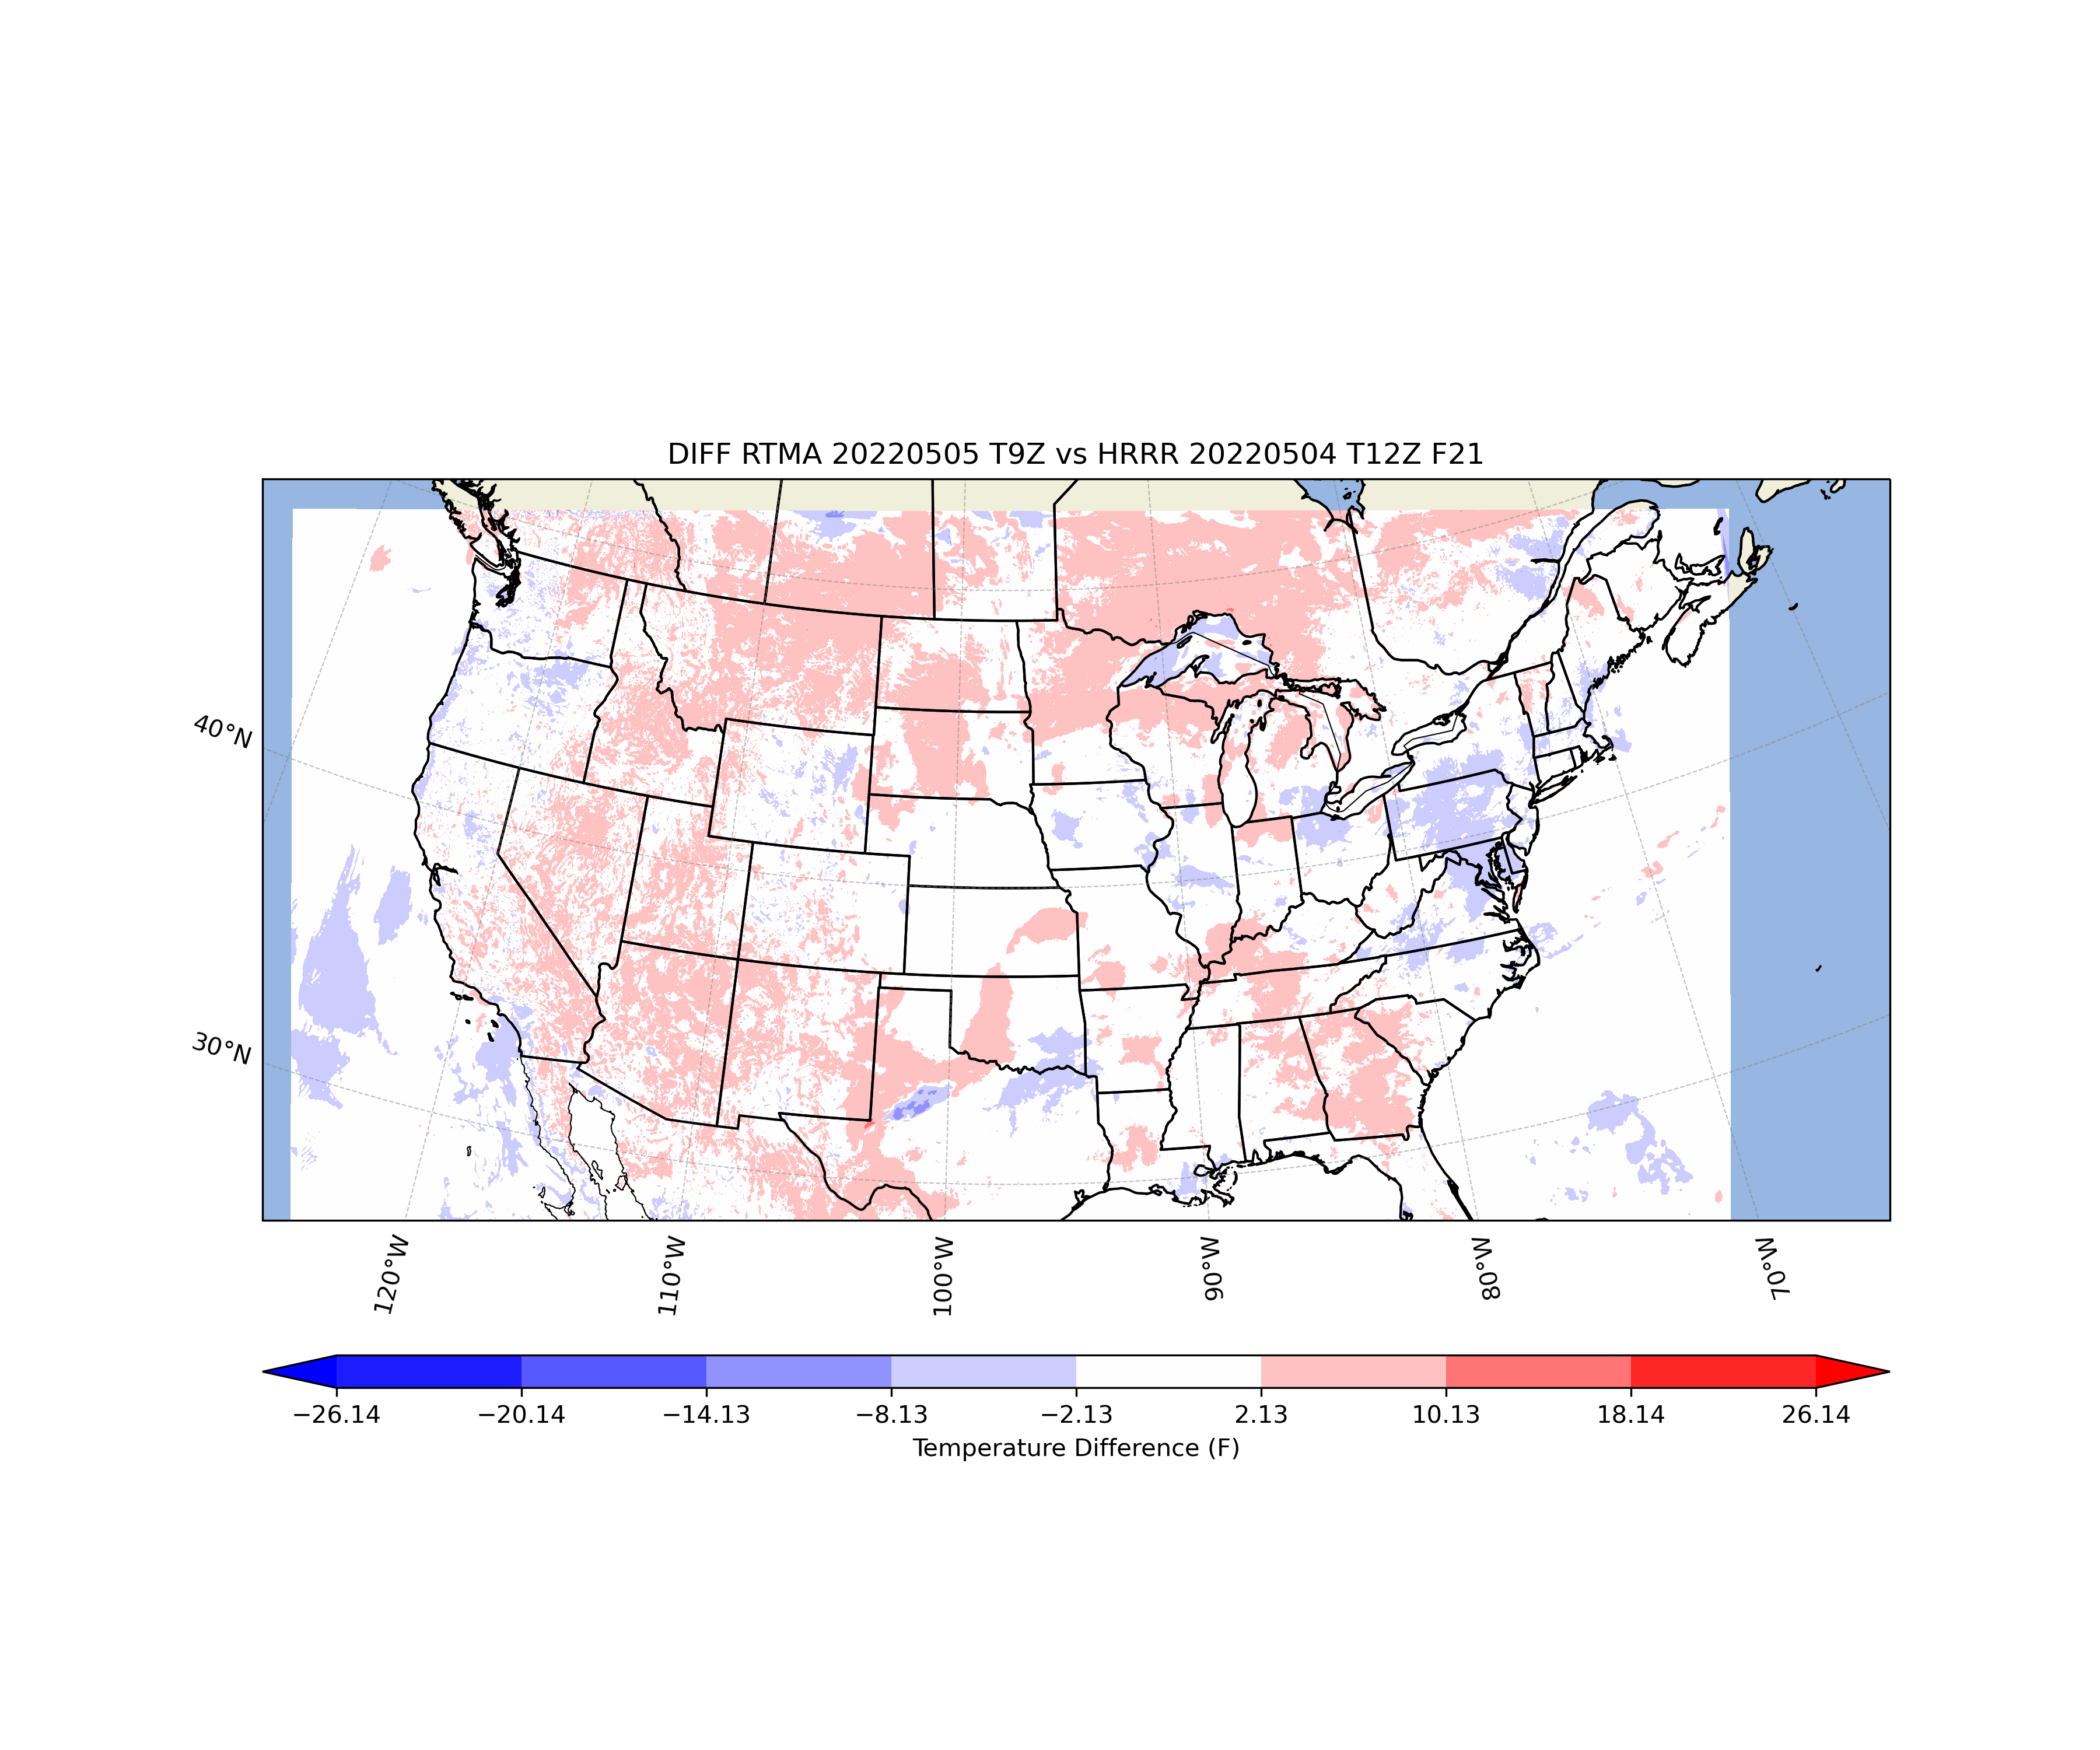 DIFF RTMA 20220505 T9Z vs HRRR 20220504 T12Z F21
40°N
30°N
120°W
110°W
100°W
90°W
80°W
70°W
−26.14
−20.14
−14.13
−8.13
−2.13
2.13
10.13
18.14
26.14
Temperature Difference (F)